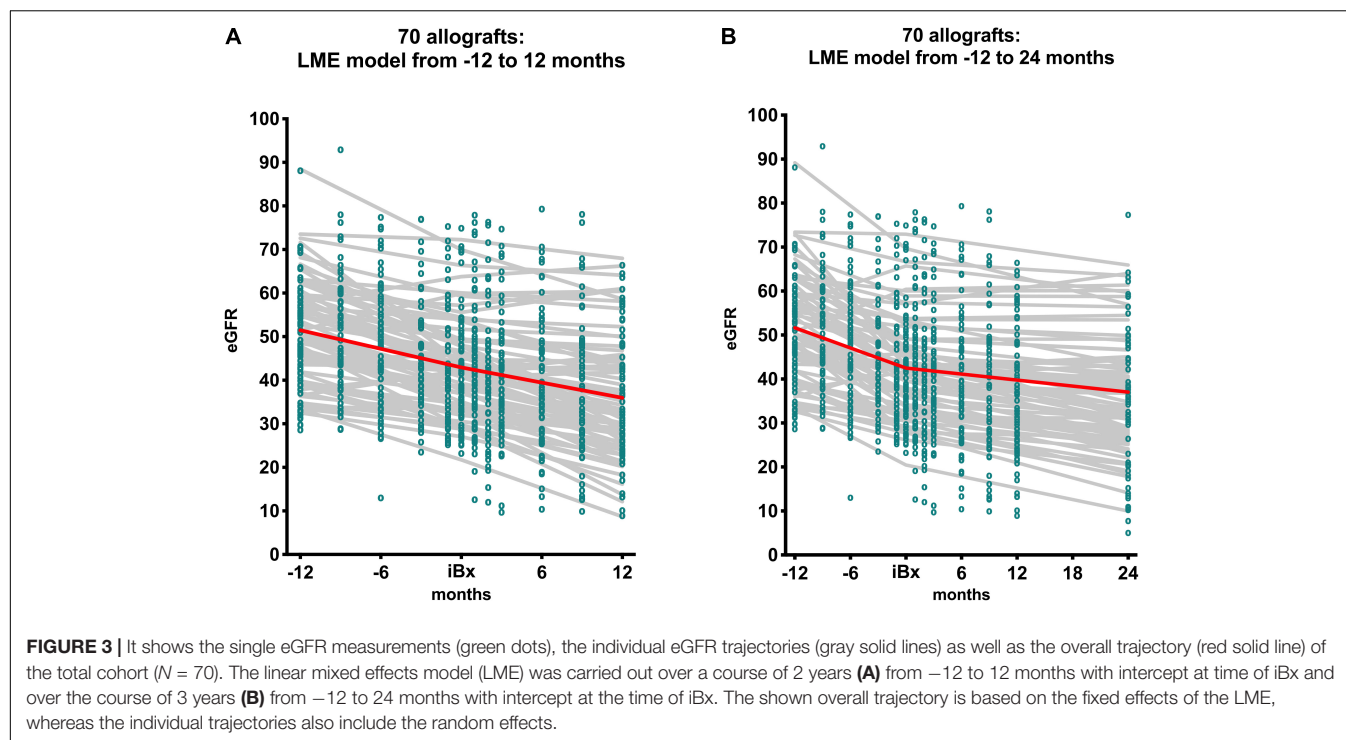 A
70 allografts:
LME model from -12 to 12 months
100
90
80
70
60
50
40
30
20
10
0
eGFR
-12
-6
iBx
6
12
months
B
70 allografts:
LME model from -12 to 24 months
100
90
80
70
60
50
40
30
20
10
0
eGFR
-12
-6
iBx
6
12
18
24
months
FIGURE 3 | It shows the single eGFR measurements (green dots), the individual eGFR trajectories (gray solid lines) as well as the overall trajectory (red solid line) of
the total cohort (N = 70). The linear mixed effects model (LME) was carried out over a course of 2 years (A) from −12 to 12 months with intercept at time of iBx and
over the course of 3 years (B) from −12 to 24 months with intercept at the time of iBx. The shown overall trajectory is based on the fixed effects of the LME,
whereas the individual trajectories also include the random effects.